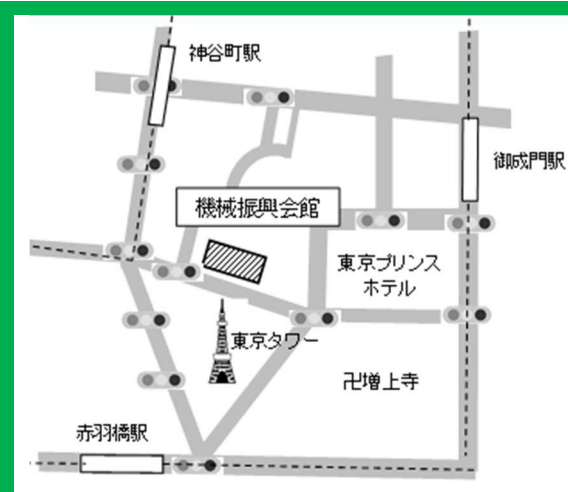 神谷町駅
御成門駅
機械振興会館
東京プリンス
ホテル
東京タワー
卍増上寺
赤羽橋駅